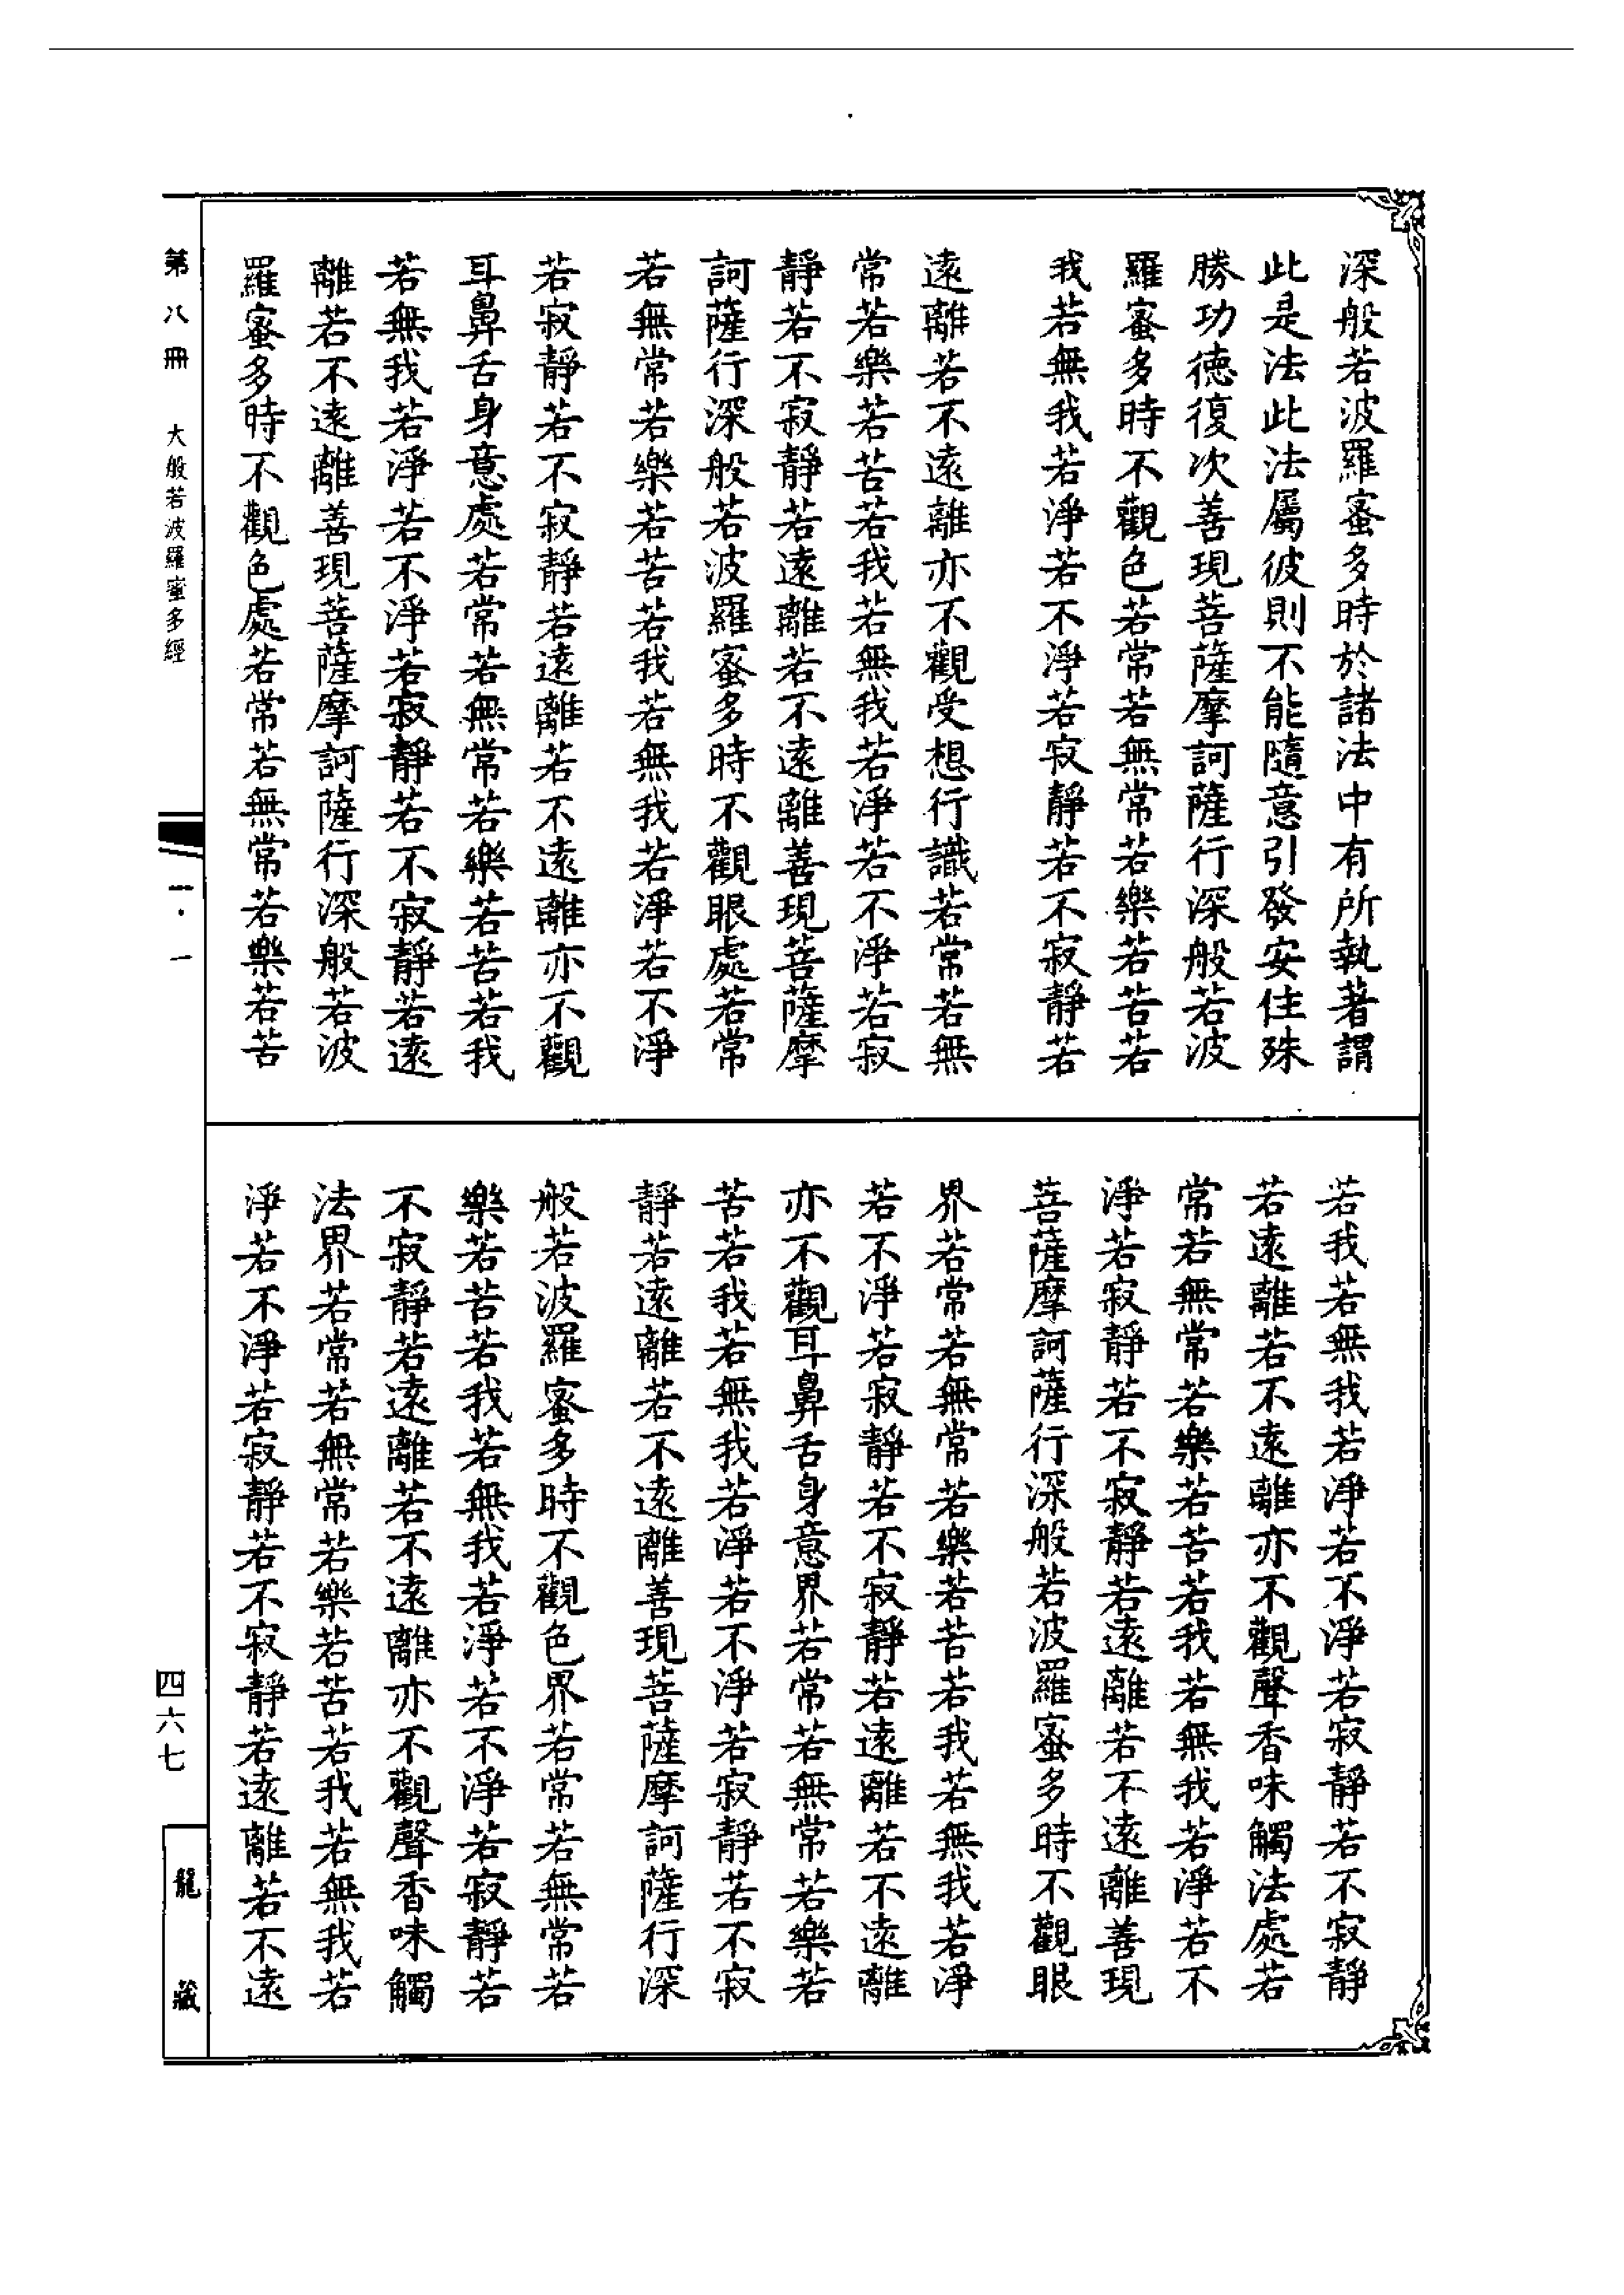 深般若波羅蜜多時於諸法中有所執著謂
此是法此法屬彼則不能隨意引發安住殊
勝功德復次善現菩薩摩訶薩行深般若波
羅蜜多時不觀色若常若無常若樂若苦若
我若無我若淨若不淨若寂靜若不寂靜若
遠離若不遠離亦不觀受想行識若常若無
常若樂若苦若我若無我若淨若不淨若寂
靜若不寂靜若遠離若不遠離善現菩薩摩
訶薩行深般若波羅蜜多時不觀眼處若常
若無常若樂若苦若我若無我若淨若不淨
若寂靜若不寂靜若遠離若不遠離亦不觀
耳鼻舌身意處若常若無常若樂若苦若我
若無我若淨若不淨若寂靜若不寂靜若遠
離若不遠離善現菩薩摩訶薩行深般若波
羅蜜多時不觀色處若常若無常若樂若苦
若我若無我若淨若不淨若寂靜若不寂靜
若遠離若不遠離亦不觀聲香味觸法處若
常若無常若樂若苦若我若無我若淨若不
淨若寂靜若不寂靜若遠離若不遠離善現
菩薩摩訶薩行深般若波羅蜜多時不觀眼
界若常若無常若樂若苦若我若無我若淨
若不淨若寂靜若不寂靜若遠離若不遠離
亦不觀耳鼻舌身意界若常若無常若樂若
苦若我若無我若淨若不淨若寂靜若不寂
靜若遠離若不遠離善現菩薩摩訶薩行深
般若波羅蜜多時不觀色界若常若無常若
樂若苦若我若無我若淨若不淨若寂靜若
不寂靜若遠離若不遠離亦不觀聲香味觸
法界若常若無常若樂若苦若我若無我若
淨若不淨若寂靜若不寂靜若遠離若不遠
第八冊 大般若波羅蜜多經
一·一
四六七
龍藏